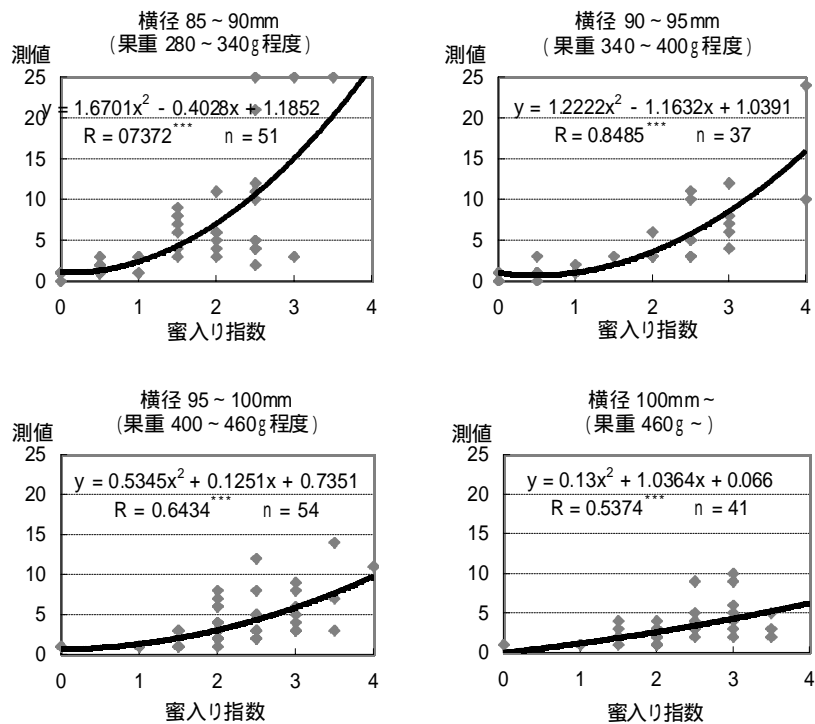 横径 85~90mm
(果重 280~340g程度)
測値
25
20
15
10
5
0
y = 1.6701x² - 0.4028x + 1.1852
R = 07372*** n = 51
0 1 2 3 4
蜜入り指数
横径 90~95mm
(果重 340~400g程度)
測値
25
20
15
10
5
0
y = 1.2222x² - 1.1632x + 1.0391
R = 0.8485*** n = 37
0 1 2 3 4
蜜入り指数
横径 95~100mm
(果重 400~460g程度)
測値
25
20
15
10
5
0
y = 0.5345x² + 0.1251x + 0.7351
R = 0.6434*** n = 54
0 1 2 3 4
蜜入り指数
横径 100mm~
(果重 460g~)
測値
25
20
15
10
5
0
y = 0.13x² + 1.0364x + 0.066
R = 0.5374*** n = 41
0 1 2 3 4
蜜入り指数